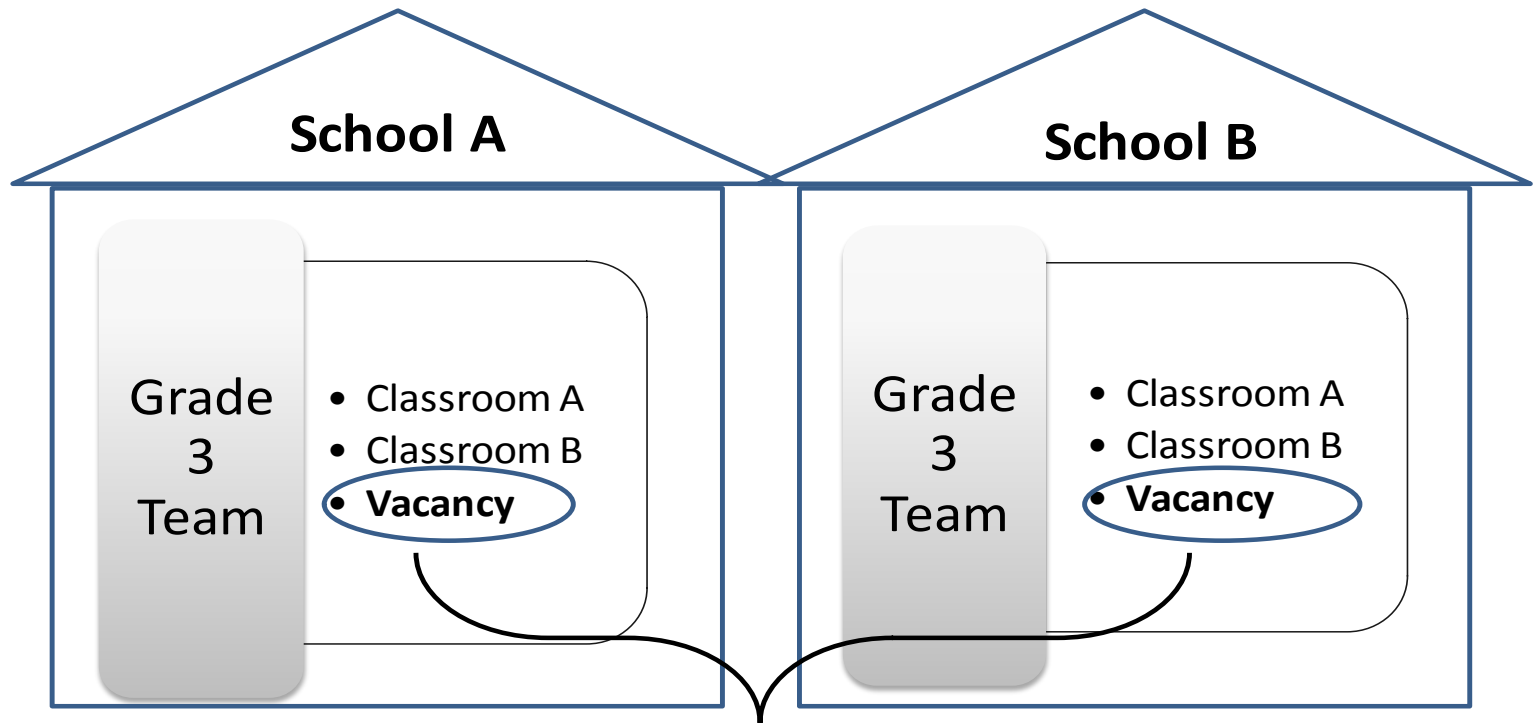 School A
Grade
3
Team
• Classroom A
• Classroom B
• Vacancy
School B
Grade
3
Team
• Classroom A
• Classroom B
• Vacancy